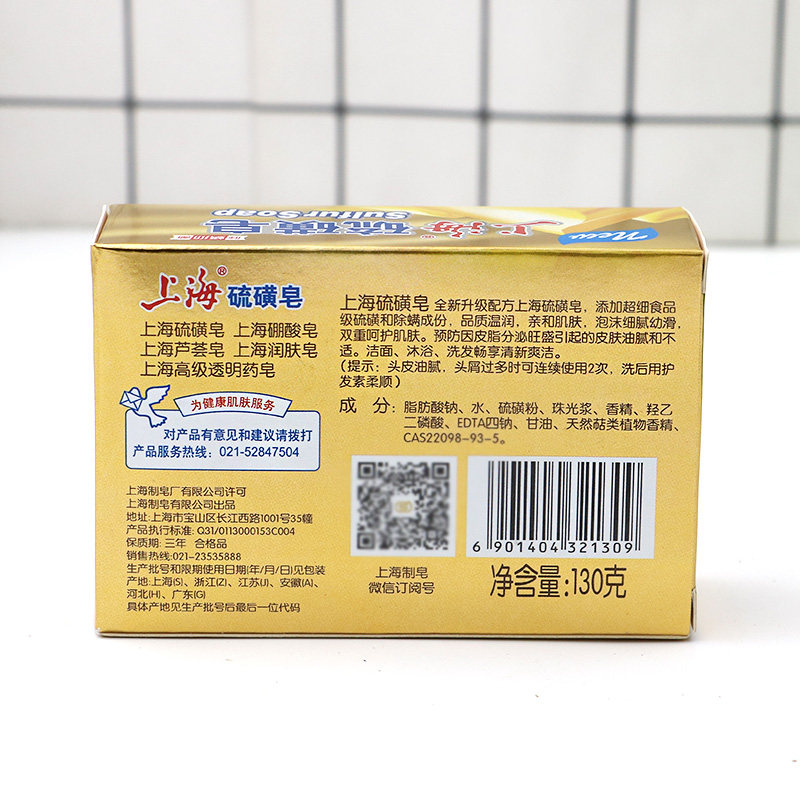 New
上海
硫磺皂
Sulfur Soap
上海® 硫磺皂
上海硫磺皂 上海硼酸皂
上海芦荟皂 上海润肤皂
上海高级透明药皂
为健康肌肤服务
对产品有意见和建议请拨打
产品服务热线：021-52847504
上海制皂厂有限公司许可
上海制皂有限公司出品
地址:上海市宝山区长江西路1001号35幢
产品执行标准: Q31/0113000153C004
保质期: 三年 合格品
销售热线:021-23535888
生产批号和限期使用日期(年/月/日)见包装
产地:上海(S)、浙江(Z)、江苏(J)、安徽(A)、
河北(H)、广东(G)
具体产地见生产批号后最后一位代码
上海硫磺皂 全新升级配方上海硫磺皂，添加超细食品
级硫磺和除螨成份，品质温润，亲和肌肤，泡沫细腻幼滑，
双重呵护肌肤。预防因皮脂分泌旺盛引起的皮肤油腻和不
适。洁面、沐浴、洗发畅享清新爽洁。
（提示：头皮油腻，头屑过多时可连续使用2次，洗后用护
发素柔顺）
成 分：脂肪酸钠、水、硫磺粉、珠光浆、香精、羟乙
二磷酸、EDTA四钠、甘油、天然萜类植物香精、
CAS22098-93-5。
上海制皂
微信订阅号
6 901404 321309
净含量:130克